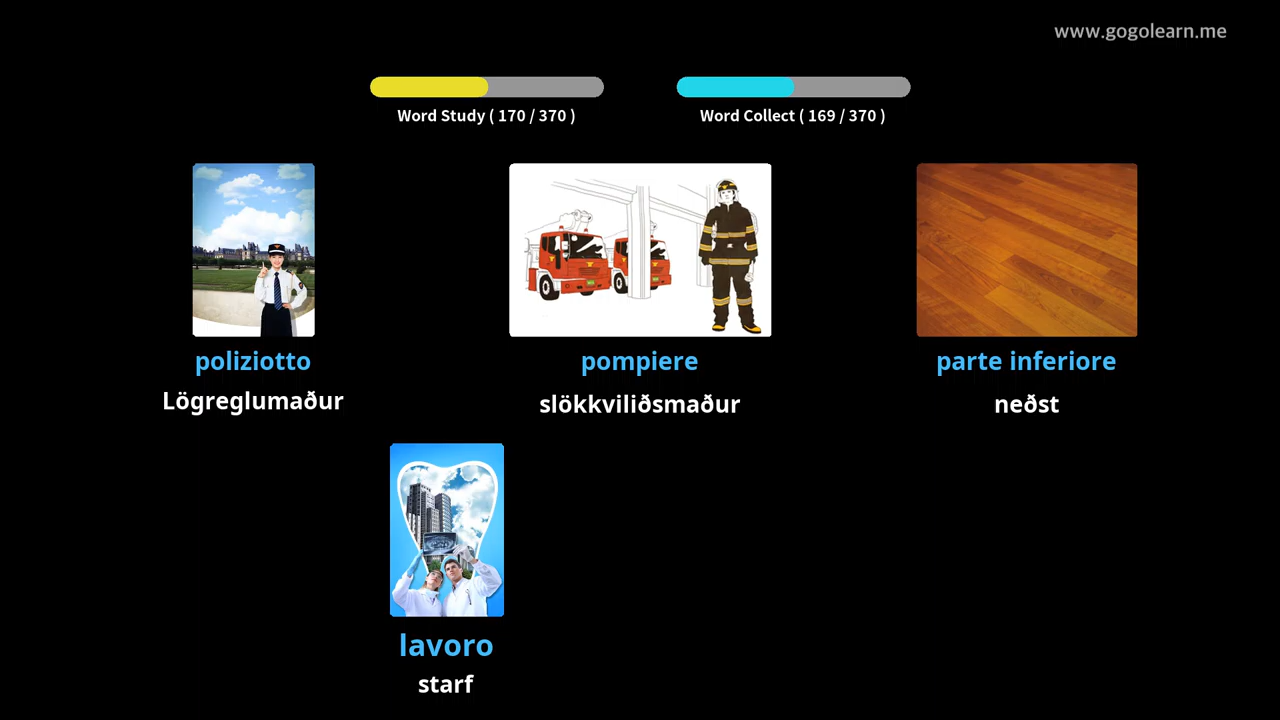 www.gogolearn.me
Word Study ( 170 / 370 )
Word Collect ( 169 / 370 )
poliziotto
Lögreglumaður
pompiere
slökkviliðsmaður
parte inferiore
neðst
lavoro
starf